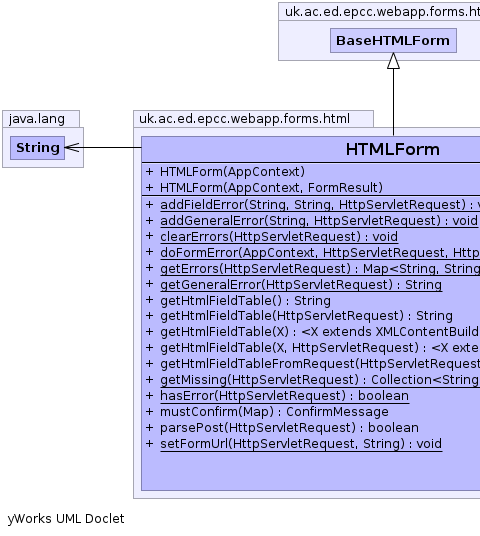 uk.ac.ed.epcc.webapp.forms.ht
BaseHTMLForm
java.lang
String
uk.ac.ed.epcc.webapp.forms.html
HTMLForm
+ HTMLForm(AppContext)
+ HTMLForm(AppContext, FormResult)
+ addFieldError(String, String, HttpServletRequest) : v
+ addGeneralError(String, HttpServletRequest) : void
+ clearErrors(HttpServletRequest) : void
+ doFormError(AppContext, HttpServletRequest, Http
+ getErrors(HttpServletRequest) : Map<String, String
+ getGeneralError(HttpServletRequest) : String
+ getHtmlFieldTable() : String
+ getHtmlFieldTable(HttpServletRequest) : String
+ getHtmlFieldTable(X) : <X extends XMLContentBuild
+ getHtmlFieldTable(X, HttpServletRequest) : <X exte
+ getHtmlFieldTableFromRequest(HttpServletRequest
+ getMissing(HttpServletRequest) : Collection<String
+ hasError(HttpServletRequest) : boolean
+ mustConfirm(Map) : ConfirmMessage
+ parsePost(HttpServletRequest) : boolean
+ setFormUrl(HttpServletRequest, String) : void
yWorks UML Doclet